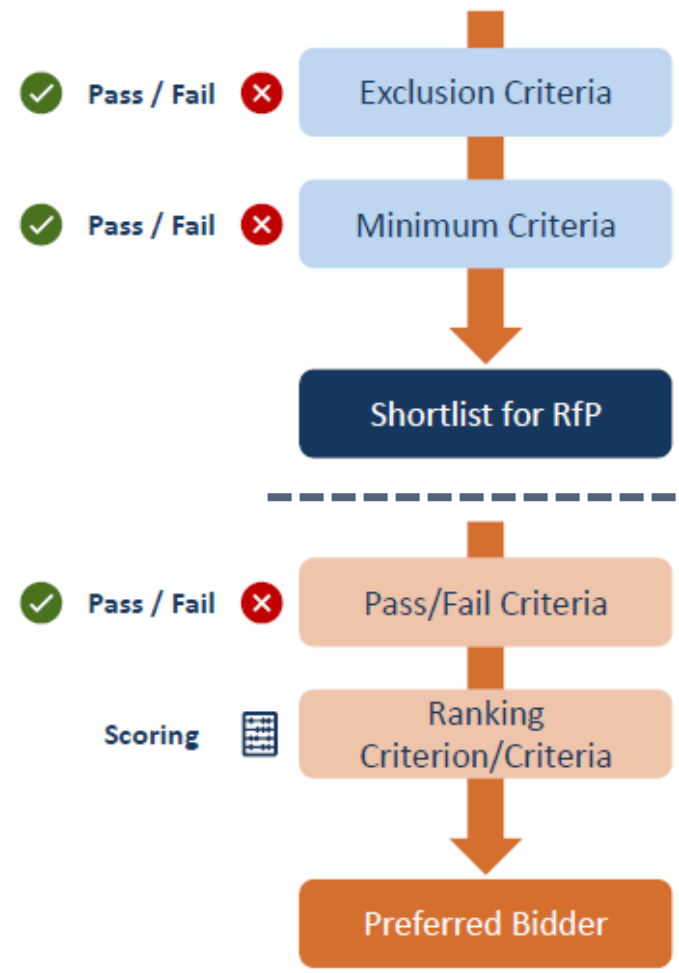 Pass / Fail Exclusion Criteria
Pass / Fail Minimum Criteria
Shortlist for RfP
Pass / Fail Pass/Fail Criteria
Scoring
Ranking
Criterion/Criteria
Preferred Bidder